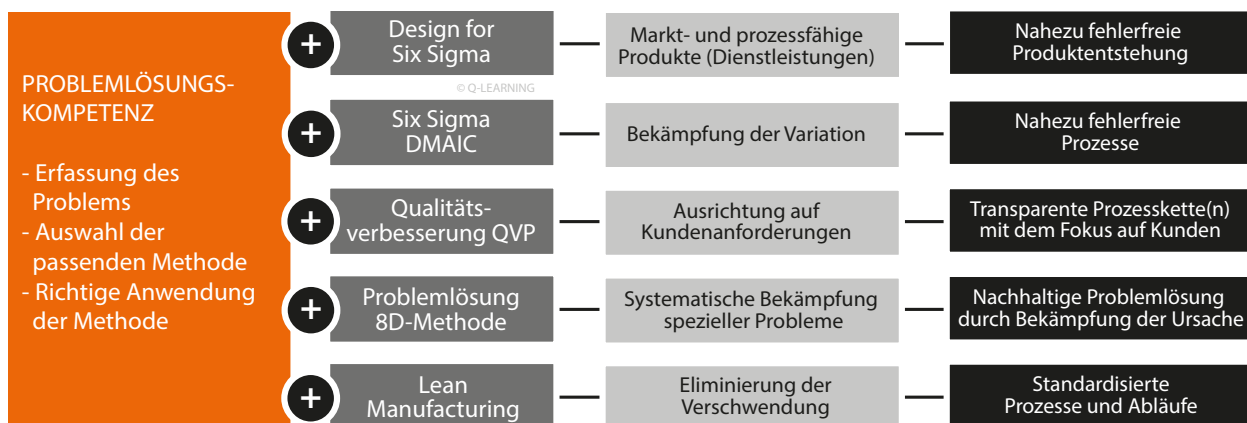 PROBLEMLÖSUNGS-
KOMPETENZ
- Erfassung des
Problems
- Auswahl der
passenden Methode
- Richtige Anwendung
der Methode
+
Design for
Six Sigma
Markt- und prozessfähige
Produkte (Dienstleistungen)
Nahezu fehlerfreie
Produktentstehung
© Q-LEARNING
+
Six Sigma
DMAIC
Bekämpfung der Variation
Nahezu fehlerfreie
Prozesse
+
Qualitäts-
verbesserung QVP
Ausrichtung auf
Kundenanforderungen
Transparente Prozesskette(n)
mit dem Fokus auf Kunden
+
Problemlösung
8D-Methode
Systematische Bekämpfung
spezieller Probleme
Nachhaltige Problemlösung
durch Bekämpfung der Ursache
+
Lean
Manufacturing
Eliminierung der
Verschwendung
Standardisierte
Prozesse und Abläufe